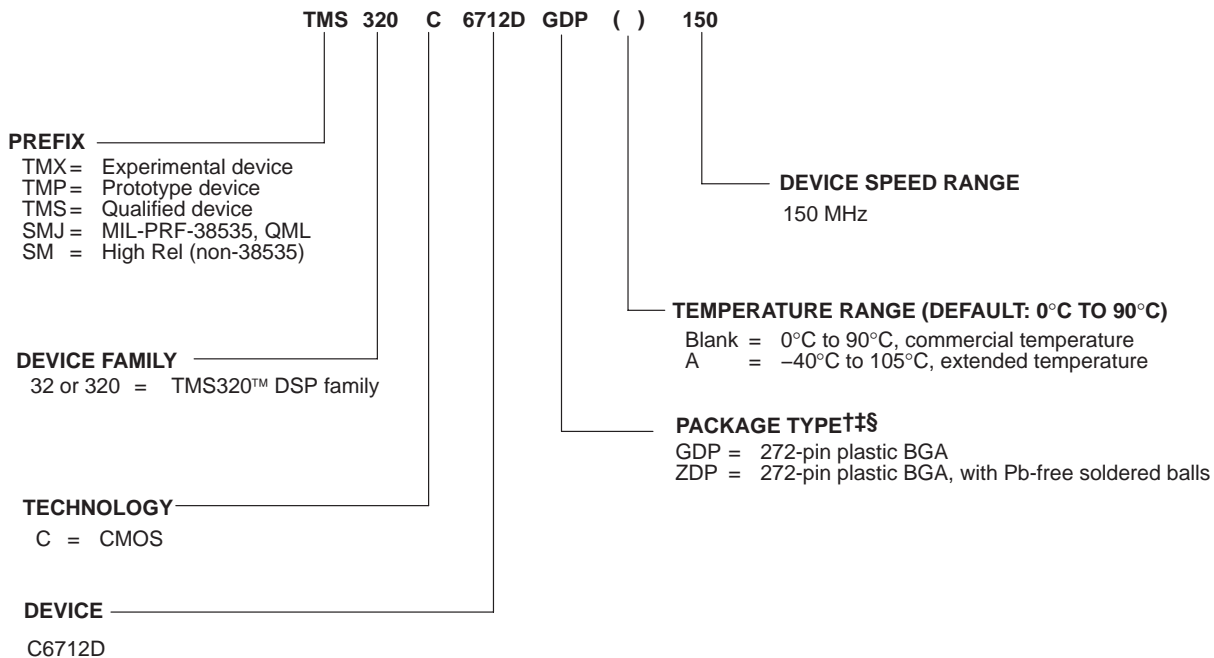 TMS 320 C 6712D GDP ( ) 150
PREFIX
TMX = Experimental device
TMP = Prototype device
TMS = Qualified device
SMJ = MIL-PRF-38535, QML
SM = High Rel (non-38535)
DEVICE SPEED RANGE
150 MHz
TEMPERATURE RANGE (DEFAULT: 0°C TO 90°C)
Blank = 0°C to 90°C, commercial temperature
A = −40°C to 105°C, extended temperature
DEVICE FAMILY
32 or 320 = TMS320™ DSP family
PACKAGE TYPE†‡§
GDP = 272-pin plastic BGA
ZDP = 272-pin plastic BGA, with Pb-free soldered balls
TECHNOLOGY
C = CMOS
DEVICE
C6712D